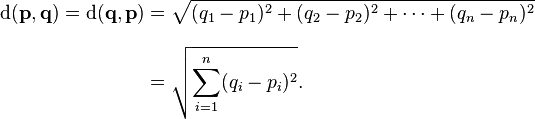 d(𝐩, 𝐪) = d(𝐪, 𝐩) = √((q₁ − p₁)² + (q₂ − p₂)² + ⋯ + (qₙ − pₙ)²)
= √(∑ᵢ₌₁ⁿ (qᵢ − pᵢ)²).